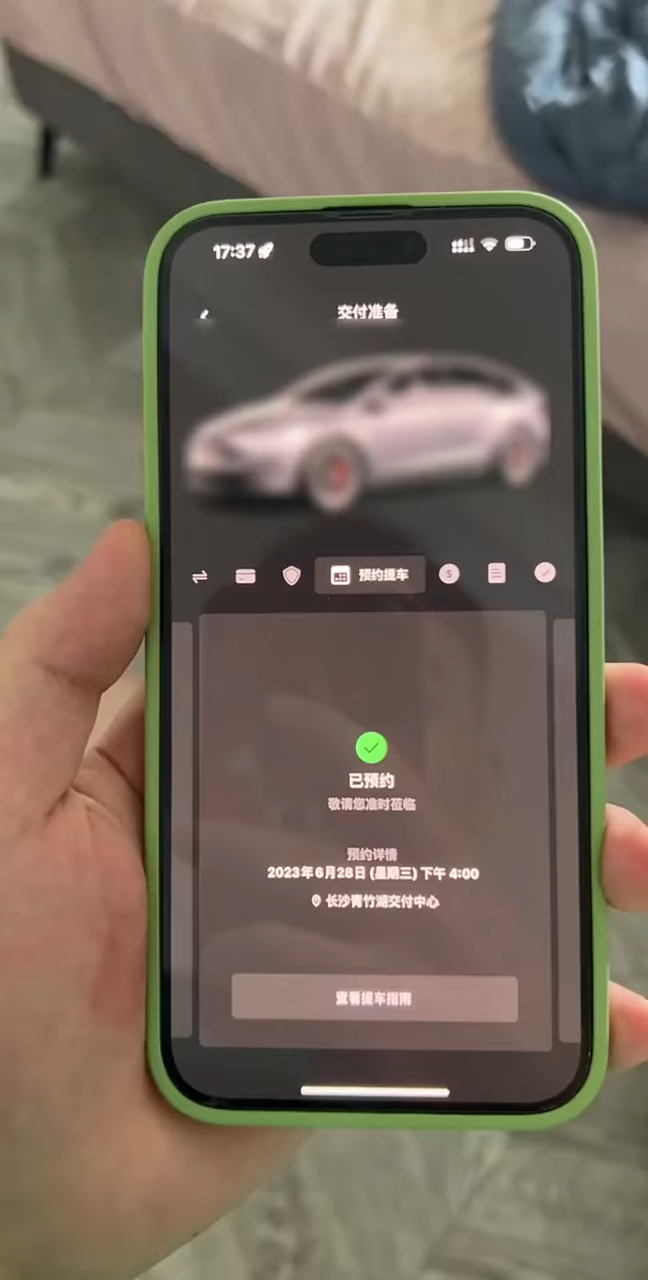 17:37
交付准备
预约提车
已预约
敬请您准时莅临
预约详情
2023年6月28日 (星期三) 下午 4:00
长沙青竹湖交付中心
查看提车指南